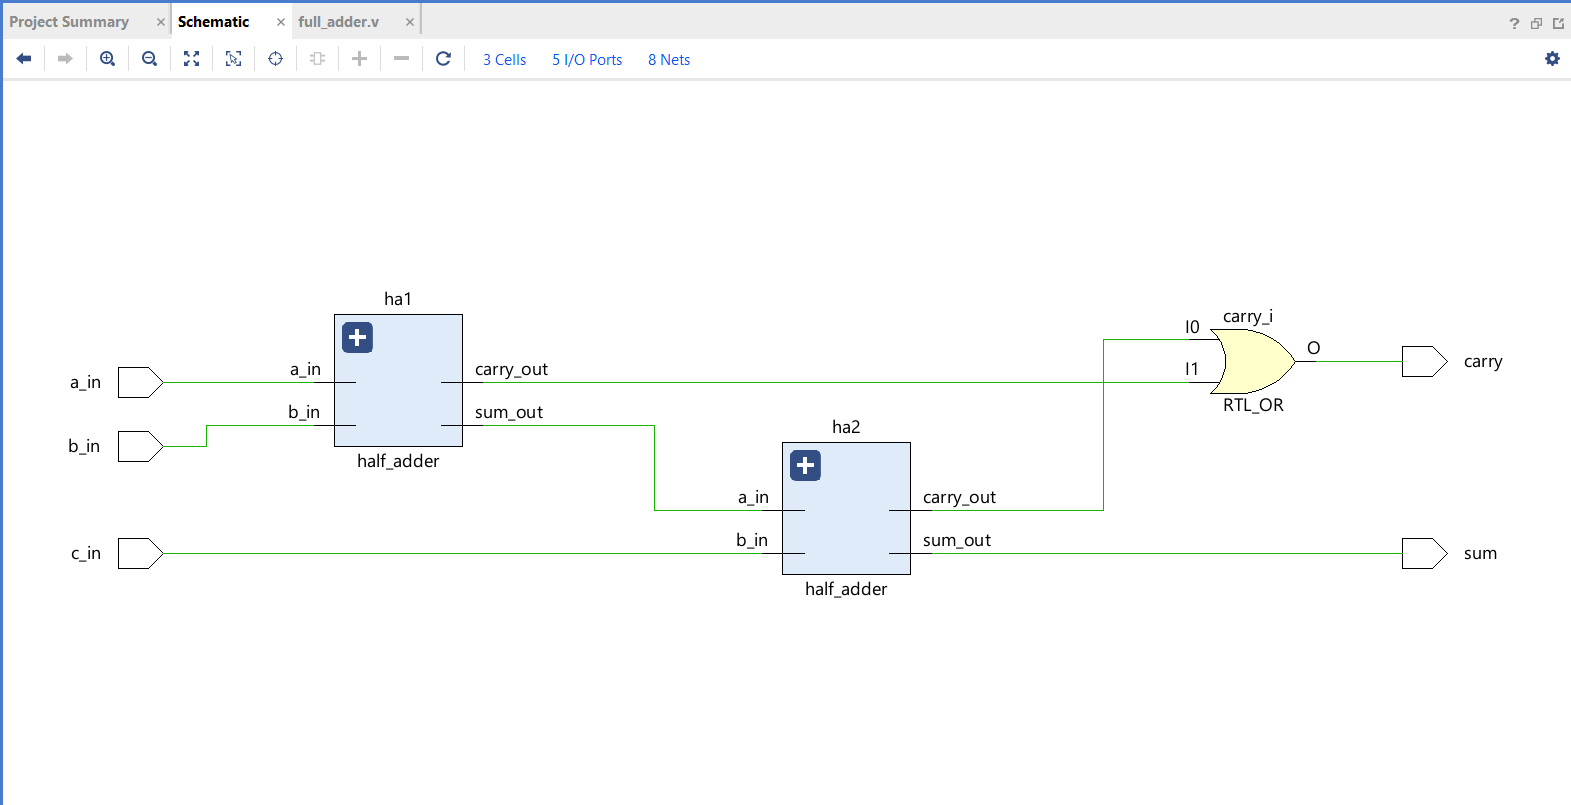 Project Summary × Schematic × full_adder.v ×
?
3 Cells 5 I/O Ports 8 Nets
ha1
a_in
b_in
carry_out
sum_out
half_adder
a_in
b_in
c_in
ha2
a_in
b_in
carry_out
sum_out
half_adder
carry_i
I0
I1
O
RTL_OR
carry
sum